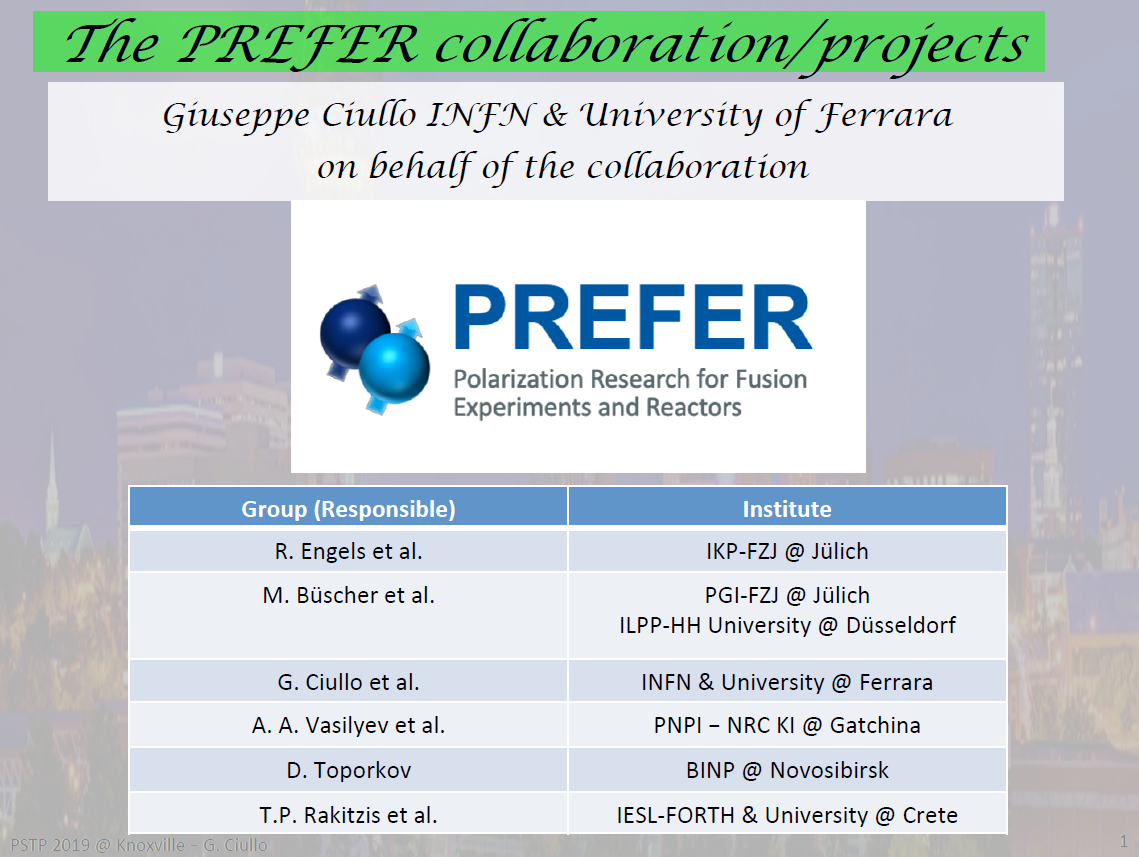 The PREFER collaboration/projects
Giuseppe Ciullo INFN & University of Ferrara
on behalf of the collaboration
PREFER
Polarization Research for Fusion
Experiments and Reactors
Group (Responsible) Institute
R. Engels et al. IKP-FZJ @ Jülich
M. Büscher et al. PGI-FZJ @ Jülich
ILPP-HH University @ Düsseldorf
G. Ciullo et al. INFN & University @ Ferrara
A. A. Vasilyev et al. PNPI – NRC KI @ Gatchina
D. Toporkov BINP @ Novosibirsk
T.P. Rakitzis et al. IESL-FORTH & University @ Crete
PSTP 2019 @ Knoxville – G. Ciullo 1